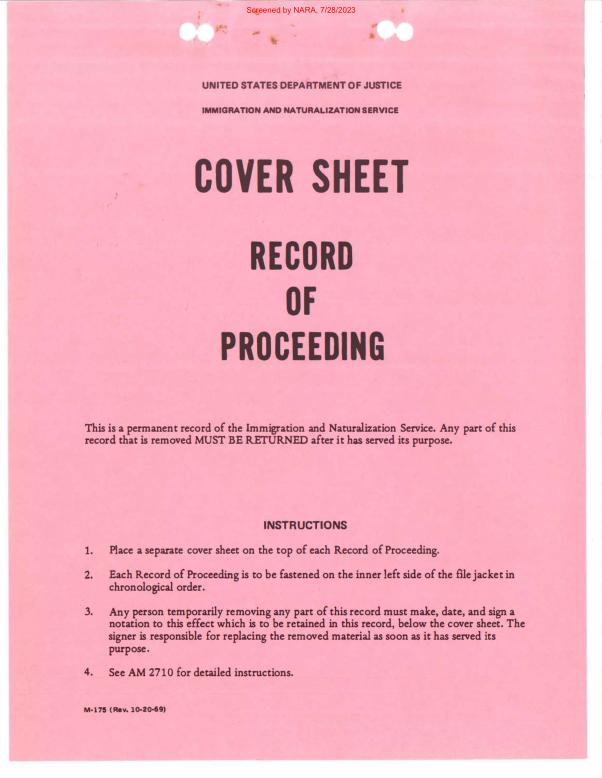 Screened by NARA, 7/28/2023
UNITED STATES DEPARTMENT OF JUSTICE
IMMIGRATION AND NATURALIZATION SERVICE
COVER SHEET
RECORD
OF
PROCEEDING
This is a permanent record of the Immigration and Naturalization Service. Any part of this
record that is removed MUST BE RETURNED after it has served its purpose.
INSTRUCTIONS
1. Place a separate cover sheet on the top of each Record of Proceeding.
2. Each Record of Proceeding is to be fastened on the inner left side of the file jacket in
chronological order.
3. Any person temporarily removing any part of this record must make, date, and sign a
notation to this effect which is to be retained in this record, below the cover sheet. The
signer is responsible for replacing the removed material as soon as it has served its
purpose.
4. See AM 2710 for detailed instructions.
M-175 (Rev. 10-20-69)